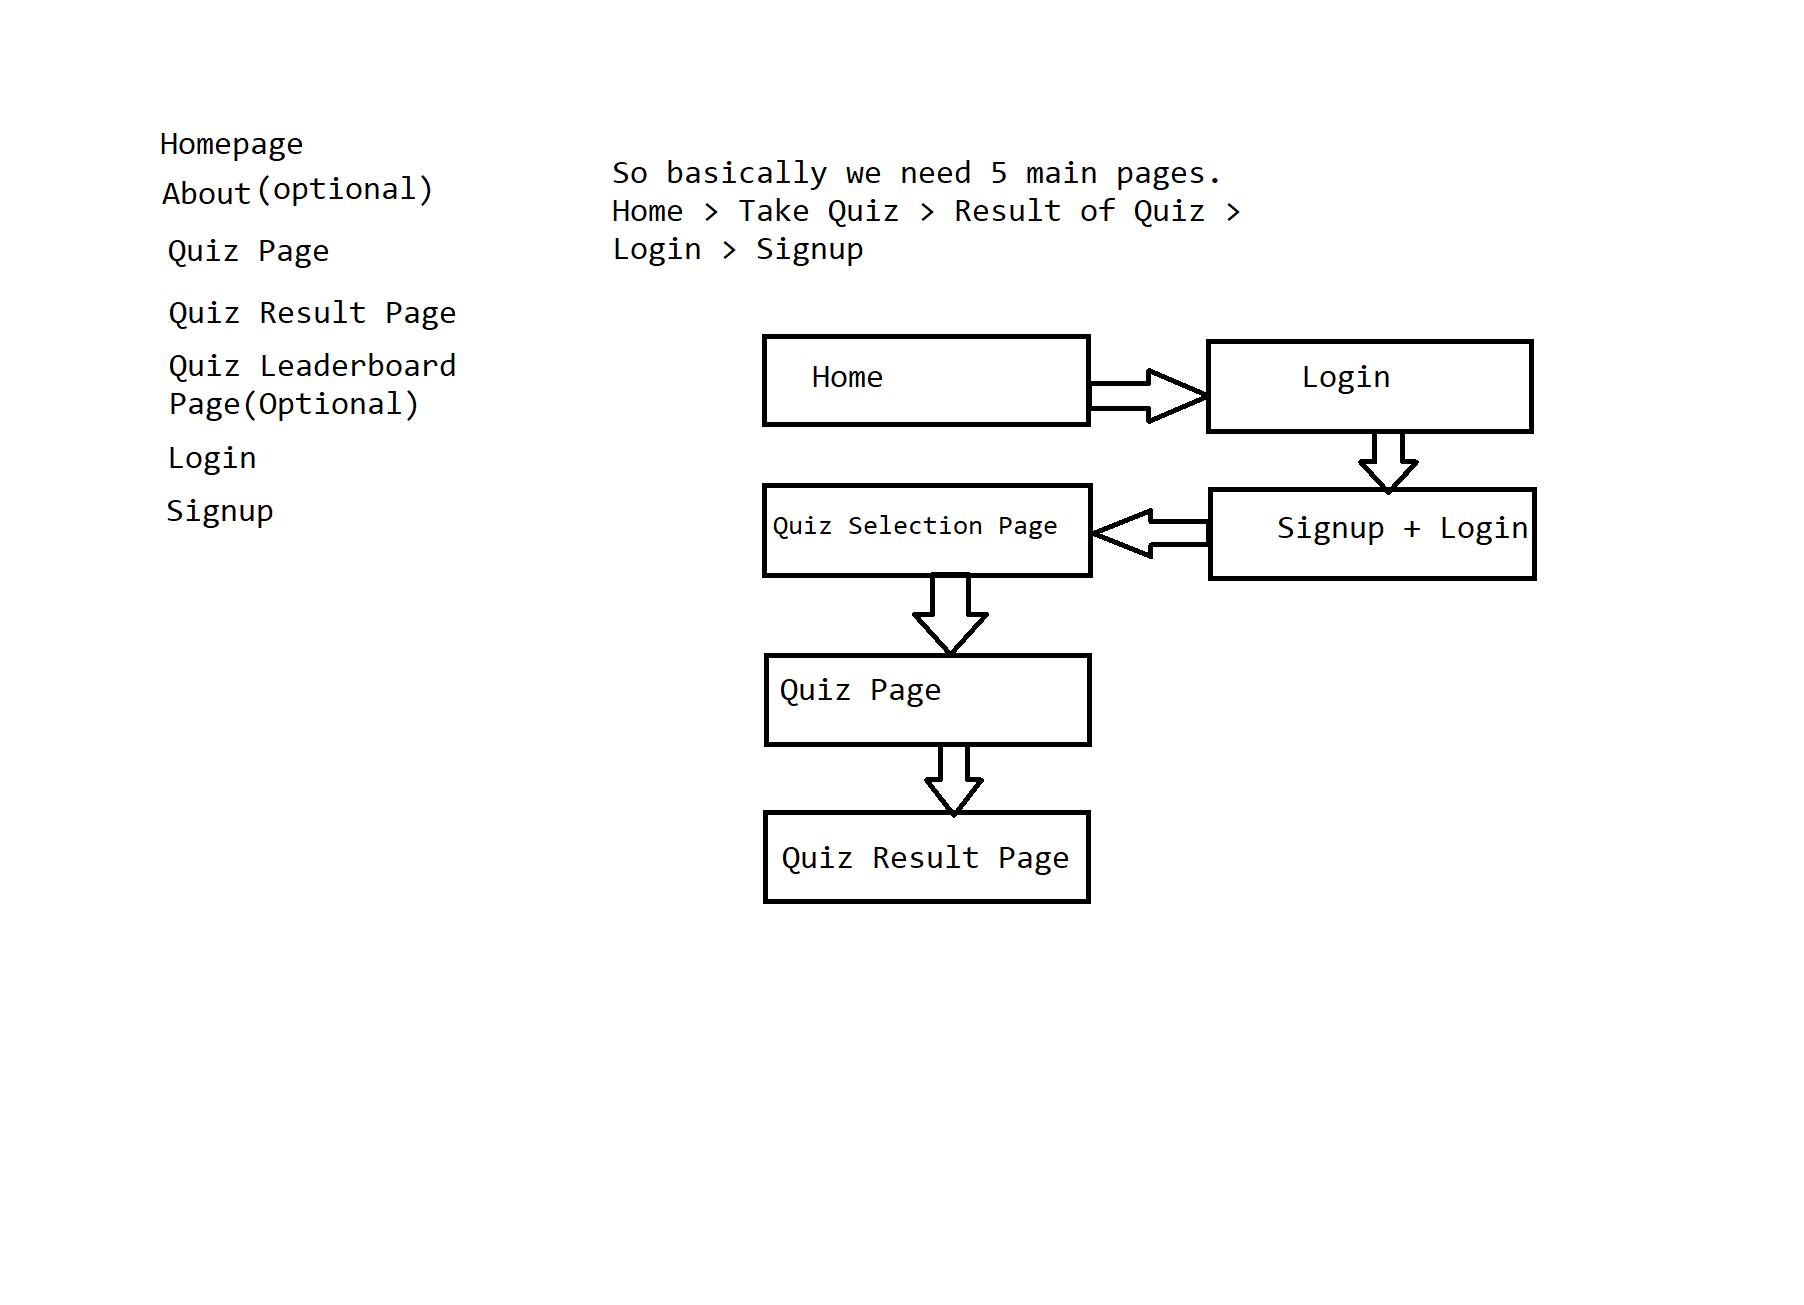 Homepage
About(optional)
Quiz Page
Quiz Result Page
Quiz Leaderboard
Page(Optional)
Login
Signup
So basically we need 5 main pages.
Home > Take Quiz > Result of Quiz >
Login > Signup
Home
Login
Signup + Login
Quiz Selection Page
Quiz Page
Quiz Result Page